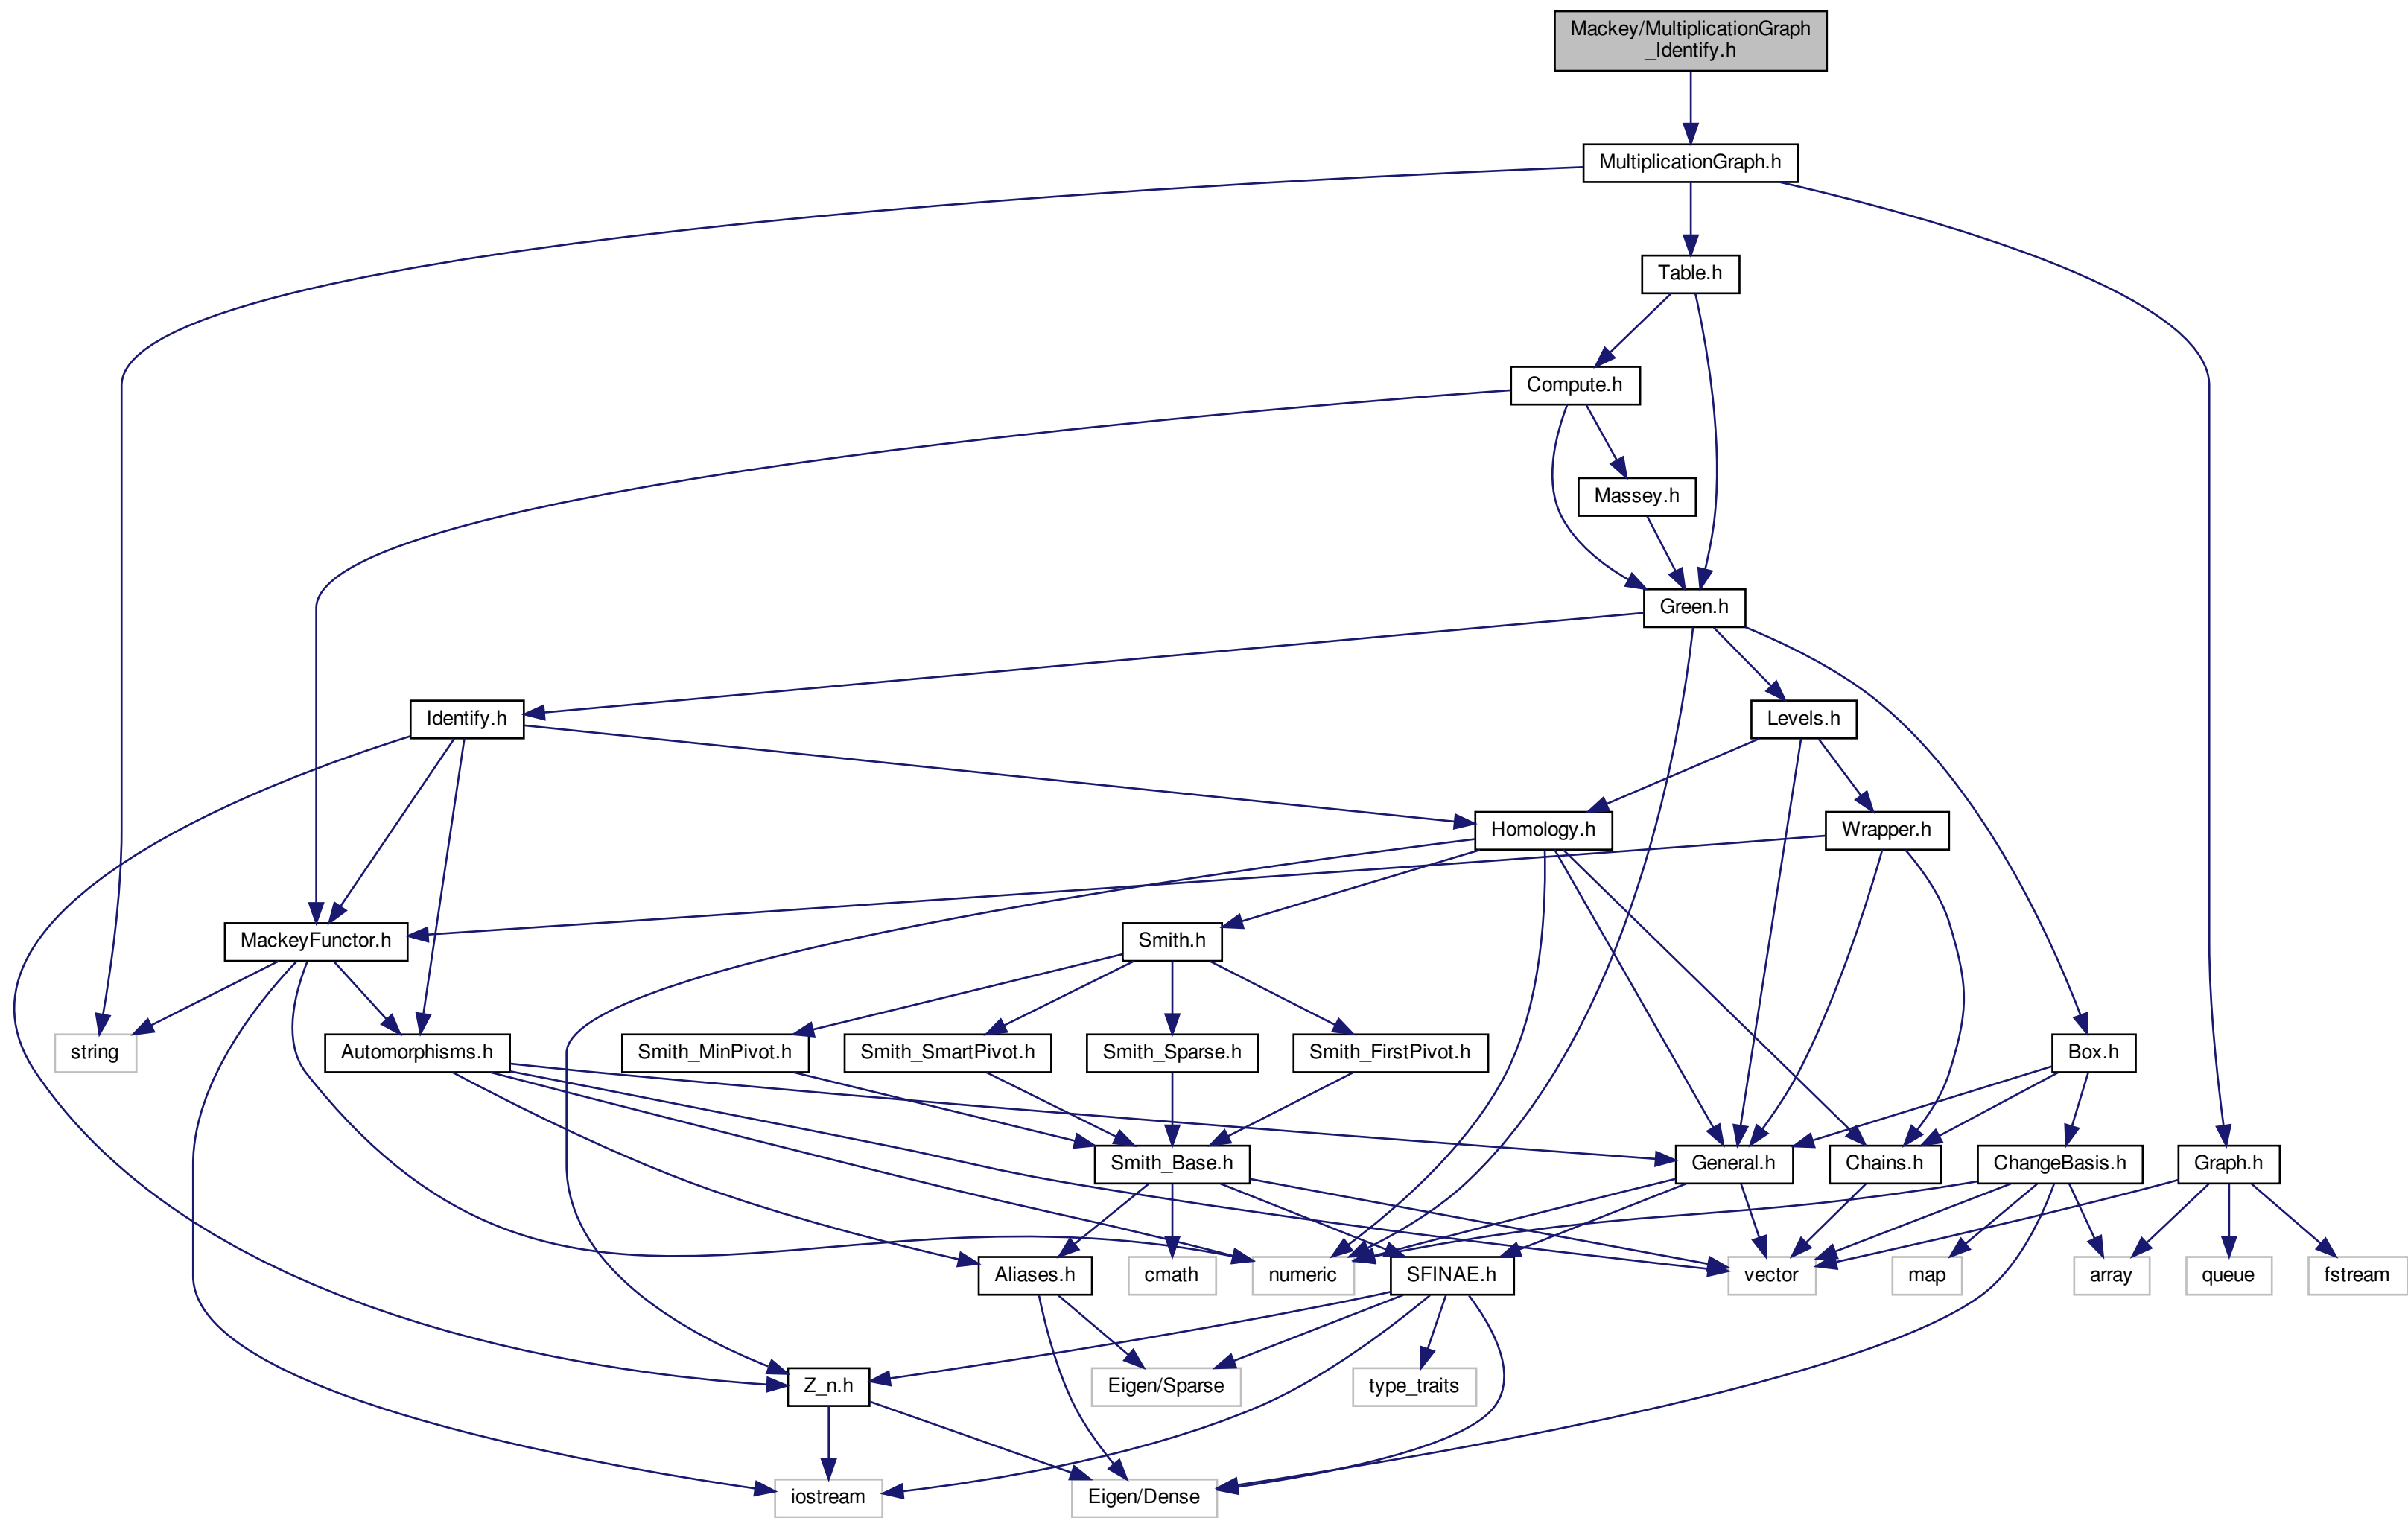 Mackey/MultiplicationGraph
_Identify.h
MultiplicationGraph.h
Table.h
Compute.h
Massey.h
Green.h
Identify.h
Levels.h
Homology.h
Wrapper.h
MackeyFunctor.h
Smith.h
string
Automorphisms.h
Smith_MinPivot.h
Smith_SmartPivot.h
Smith_Sparse.h
Smith_FirstPivot.h
Box.h
Smith_Base.h
General.h
Chains.h
ChangeBasis.h
Graph.h
Aliases.h
cmath
numeric
SFINAE.h
vector
map
array
queue
fstream
Z_n.h
Eigen/Sparse
type_traits
iostream
Eigen/Dense